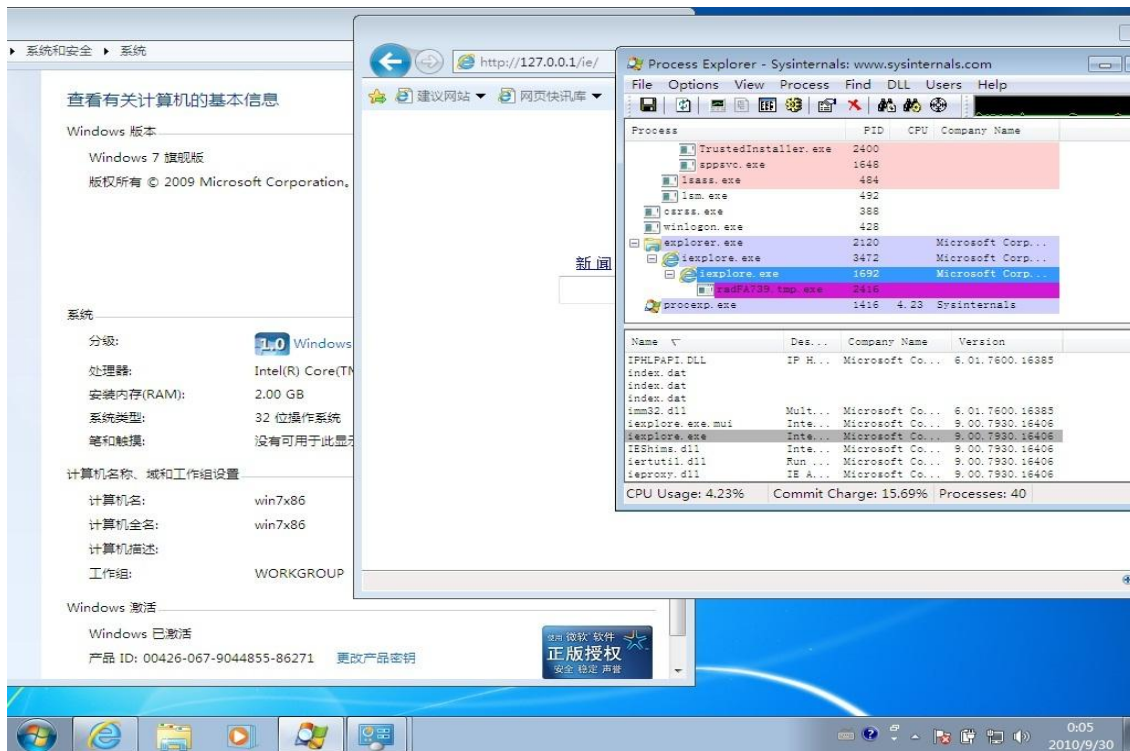 系统和安全 ▸ 系统
查看有关计算机的基本信息
Windows 版本
Windows 7 旗舰版
版权所有 © 2009 Microsoft Corporation。
系统
分级:
1.0 Windows
处理器:
Intel(R) Core(TM
安装内存(RAM):
2.00 GB
系统类型:
32 位操作系统
笔和触摸:
没有可用于此显示
计算机名称、域和工作组设置
计算机名:
win7x86
计算机全名:
win7x86
计算机描述:
工作组:
WORKGROUP
Windows 激活
Windows 已激活
产品 ID: 00426-067-9044855-86271 更改产品密钥
使用 微软 软件
正版授权
安全 稳定 声誉
http://127.0.0.1/ie/
建议网站 网页快讯库
新闻
Process Explorer - Sysinternals: www.sysinternals.com
File Options View Process Find DLL Users Help
Process PID CPU Company Name
TrustedInstaller.exe 2400
sppsvc.exe 1648
lsass.exe 484
lsm.exe 492
csrss.exe 388
winlogon.exe 428
explorer.exe 2120 Microsoft Corp...
iexplore.exe 3472 Microsoft Corp...
iexplore.exe 1692 Microsoft Corp...
radFA739.tmp.exe 2416
procexp.exe 1416 4.23 Sysinternals
Name Des... Company Name Version
IPHLPAPI.DLL IP H... Microsoft Co... 6.01.7600.16385
index.dat
index.dat
index.dat
imm32.dll Mult... Microsoft Co... 6.01.7600.16385
iexplore.exe.mui Inte... Microsoft Co... 9.00.7930.16406
iexplore.exe Inte... Microsoft Co... 9.00.7930.16406
IEShims.dll Inte... Microsoft Co... 9.00.7930.16406
iertutil.dll Run ... Microsoft Co... 9.00.7930.16406
ieproxy.dll IE A... Microsoft Co... 9.00.7930.16406
CPU Usage: 4.23% Commit Charge: 15.69% Processes: 40
0:05
2010/9/30